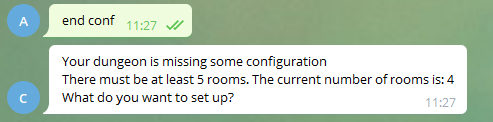 A
end conf 11:27
Your dungeon is missing some configuration
There must be at least 5 rooms. The current number of rooms is: 4
What do you want to set up?
C
11:27